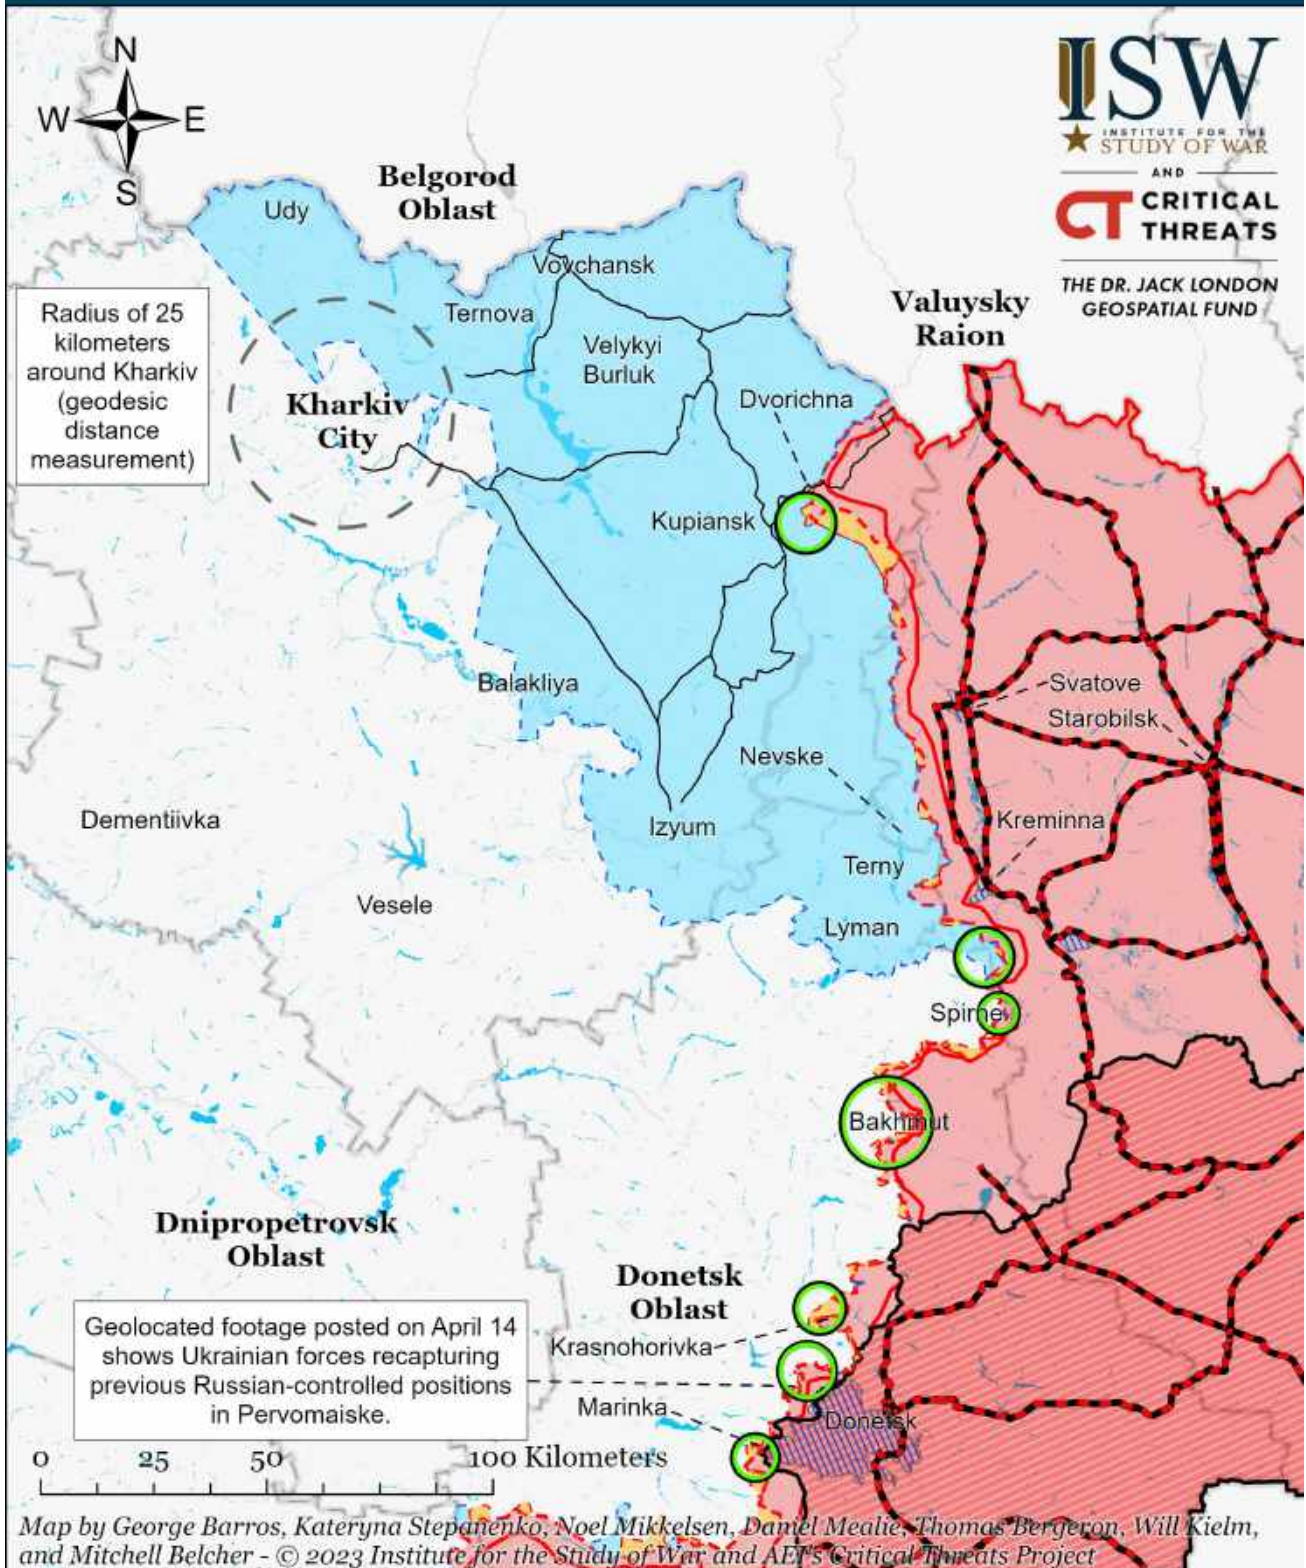 N
W E
S
ISW
INSTITUTE FOR THE
STUDY OF WAR
AND
CT CRITICAL
THREATS
THE DR. JACK LONDON
GEOSPATIAL FUND
Belgorod
Oblast
Udy
Vovchansk
Ternova
Valuysky
Raion
Radius of 25
kilometers
around Kharkiv
(geodesic
distance
measurement)
Velykyi
Burluk
Kharkiv
City
Dvorichna
Kupiansk
Balakliya
Svatove
Starobilsk
Nevske
Dementiivka
Izyum
Kreminna
Terny
Vesele
Lyman
Spirne
Bakhmut
Dnipropetrovsk
Oblast
Donetsk
Oblast
Geolocated footage posted on April 14
shows Ukrainian forces recapturing
previous Russian-controlled positions
in Pervomaiske.
Krasnohorivka
Marinka
Donetsk
0 25 50 100 Kilometers
Map by George Barros, Kateryna Stepanenko, Noel Mikkelsen, Daniel Mealie, Thomas Bergeron, Will Kielm,
and Mitchell Belcher - © 2023 Institute for the Study of War and AEI's Critical Threats Project